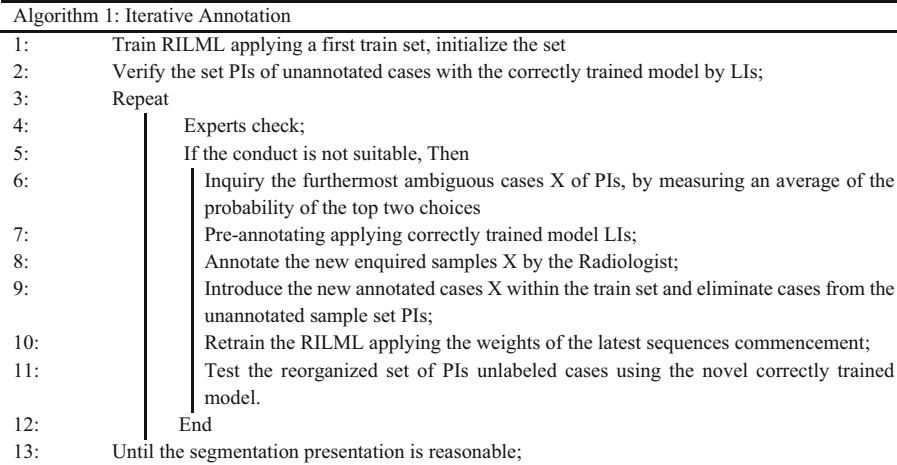 Algorithm 1: Iterative Annotation
1: Train RILML applying a first train set, initialize the set
2: Verify the set PIs of unannotated cases with the correctly trained model by LIs;
3: Repeat
4: Experts check;
5: If the conduct is not suitable, Then
6: Inquiry the furthermost ambiguous cases X of PIs, by measuring an average of the
probability of the top two choices
7: Pre-annotating applying correctly trained model LIs;
8: Annotate the new enquired samples X by the Radiologist;
9: Introduce the new annotated cases X within the train set and eliminate cases from the
unannotated sample set PIs;
10: Retrain the RILML applying the weights of the latest sequences commencement;
11: Test the reorganized set of PIs unlabeled cases using the novel correctly trained
model.
12: End
13: Until the segmentation presentation is reasonable;